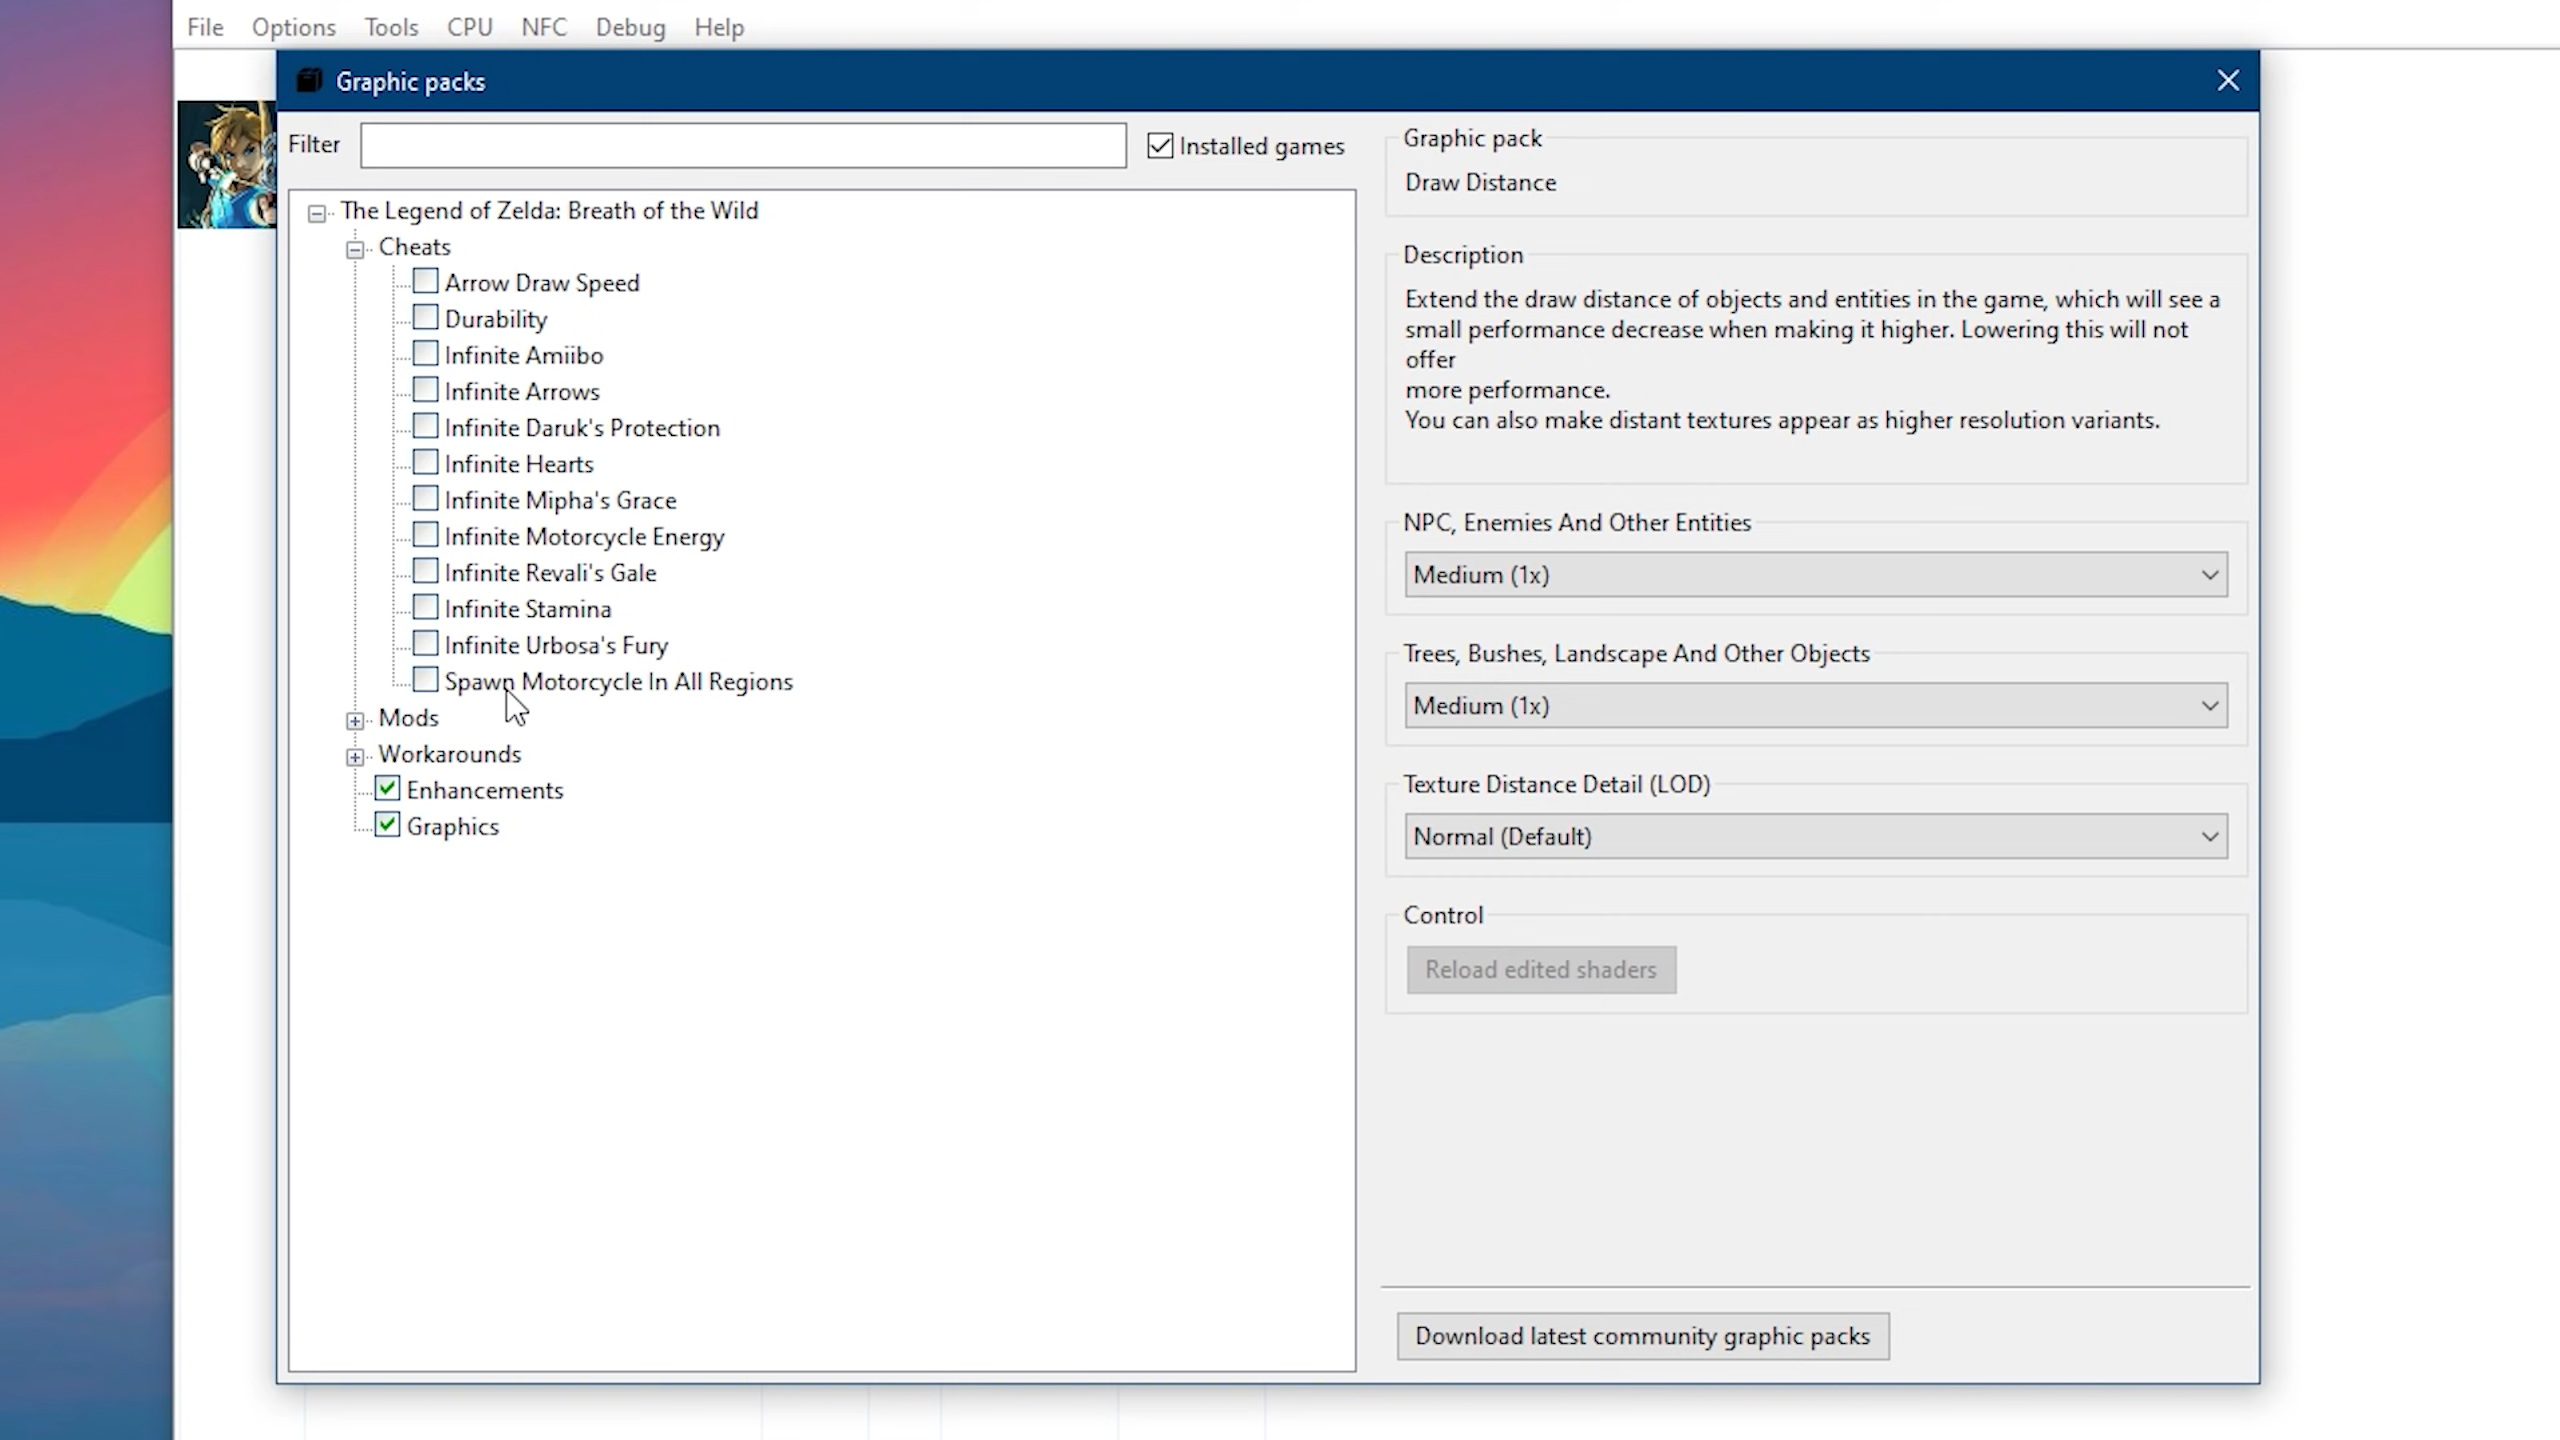 File Options Tools CPU NFC Debug Help
Graphic packs
Filter
Installed games
The Legend of Zelda: Breath of the Wild
Cheats
Arrow Draw Speed
Durability
Infinite Amiibo
Infinite Arrows
Infinite Daruk's Protection
Infinite Hearts
Infinite Mipha's Grace
Infinite Motorcycle Energy
Infinite Revali's Gale
Infinite Stamina
Infinite Urbosa's Fury
Spawn Motorcycle In All Regions
Mods
Workarounds
Enhancements
Graphics
Graphic pack
Draw Distance
Description
Extend the draw distance of objects and entities in the game, which will see a
small performance decrease when making it higher. Lowering this will not
offer
more performance.
You can also make distant textures appear as higher resolution variants.
NPC, Enemies And Other Entities
Medium (1x)
Trees, Bushes, Landscape And Other Objects
Medium (1x)
Texture Distance Detail (LOD)
Normal (Default)
Control
Reload edited shaders
Download latest community graphic packs